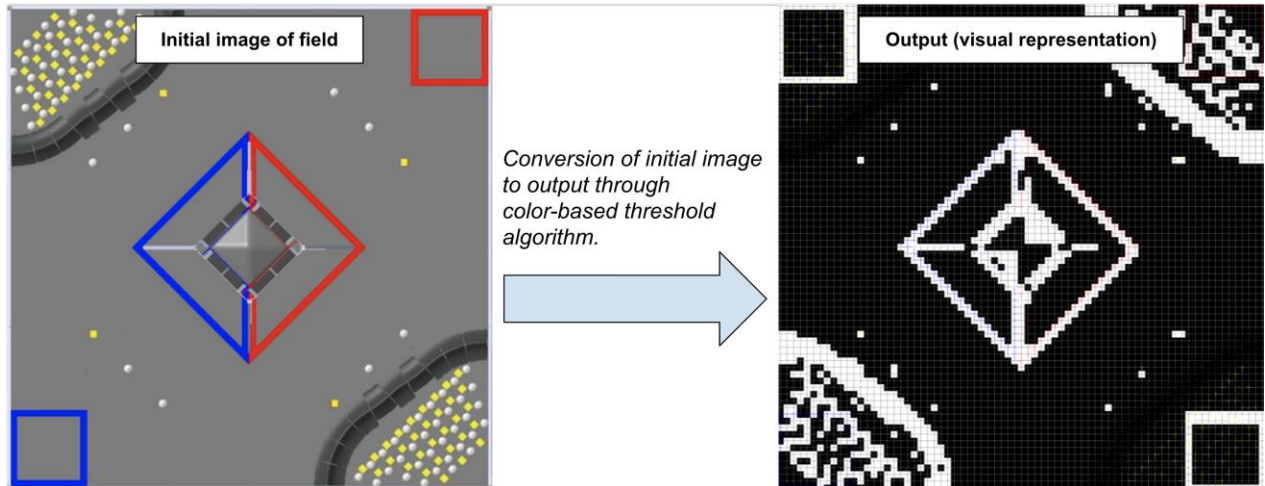 Initial image of field
Output (visual representation)
Conversion of initial image
to output through
color-based threshold
algorithm.